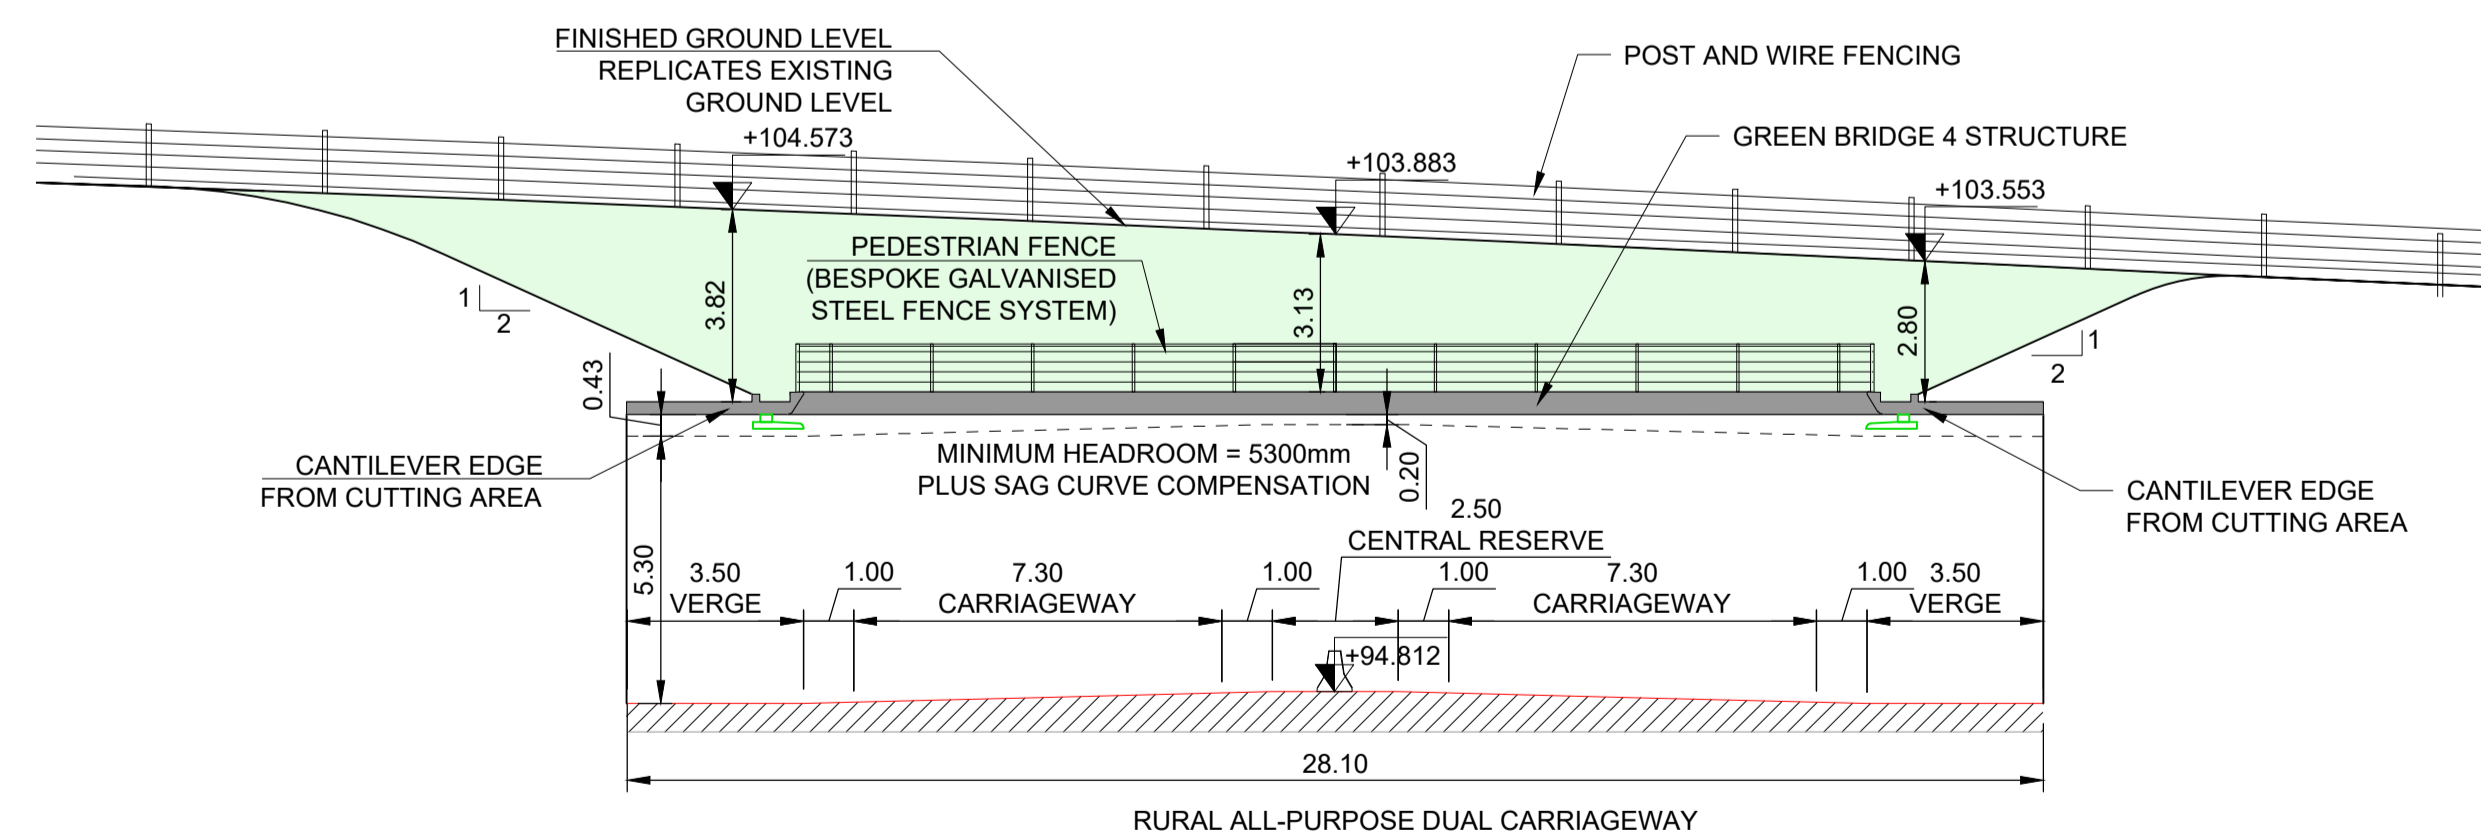 FINISHED GROUND LEVEL
REPLICATES EXISTING
GROUND LEVEL
POST AND WIRE FENCING
+104.573
GREEN BRIDGE 4 STRUCTURE
+103.883
+103.553
PEDESTRIAN FENCE
(BESPOKE GALVANISED
STEEL FENCE SYSTEM)
1
2
3.82
3.13
2.80
1
2
0.43
CANTILEVER EDGE
FROM CUTTING AREA
MINIMUM HEADROOM = 5300mm
PLUS SAG CURVE COMPENSATION
0.20
CANTILEVER EDGE
FROM CUTTING AREA
2.50
CENTRAL RESERVE
5.30
3.50
VERGE
1.00
7.30
CARRIAGEWAY
1.00
1.00
7.30
CARRIAGEWAY
1.00
3.50
VERGE
+94.812
28.10
RURAL ALL-PURPOSE DUAL CARRIAGEWAY